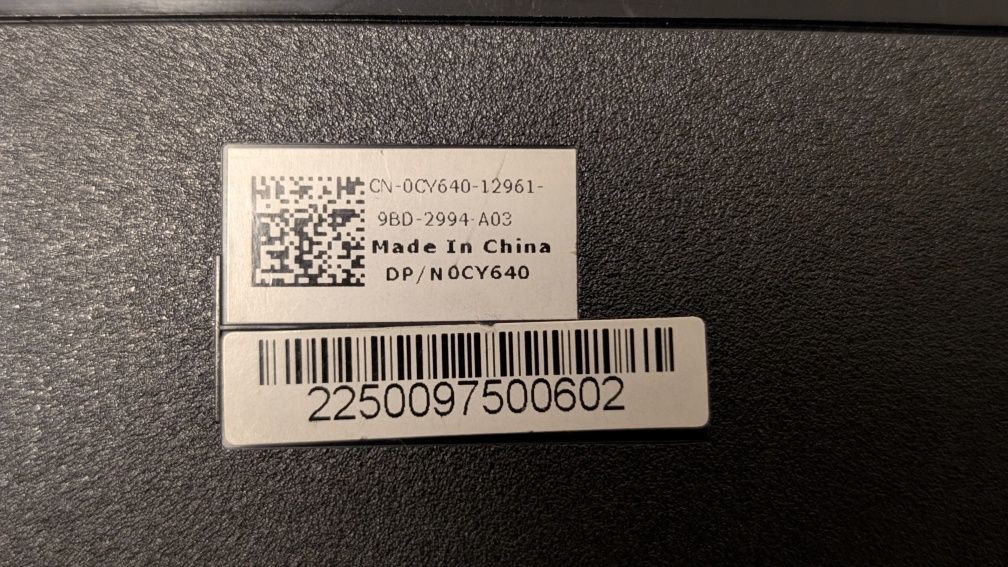 CN-0CY640-12961-
9BD-2994-A03
Made In China
DP/N0CY640
2250097500602